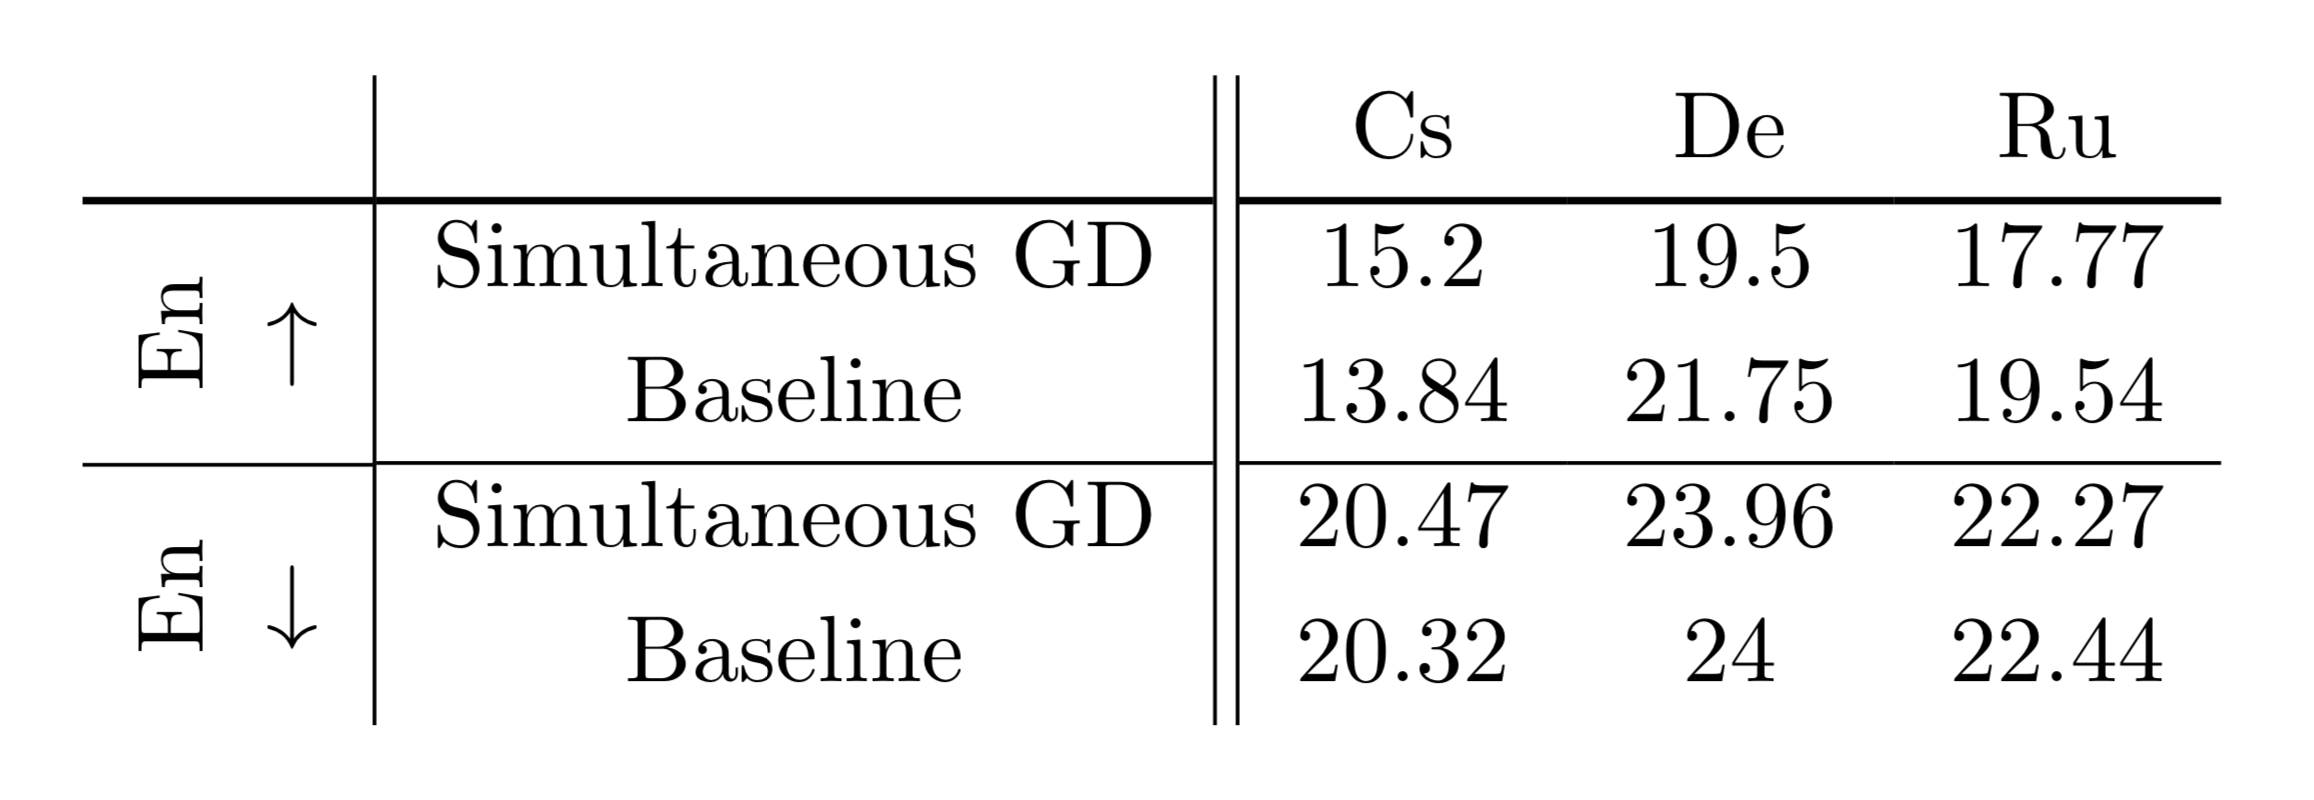 Cs De Ru
En ↑ Simultaneous GD 15.2 19.5 17.77
Baseline 13.84 21.75 19.54
En ↓ Simultaneous GD 20.47 23.96 22.27
Baseline 20.32 24 22.44